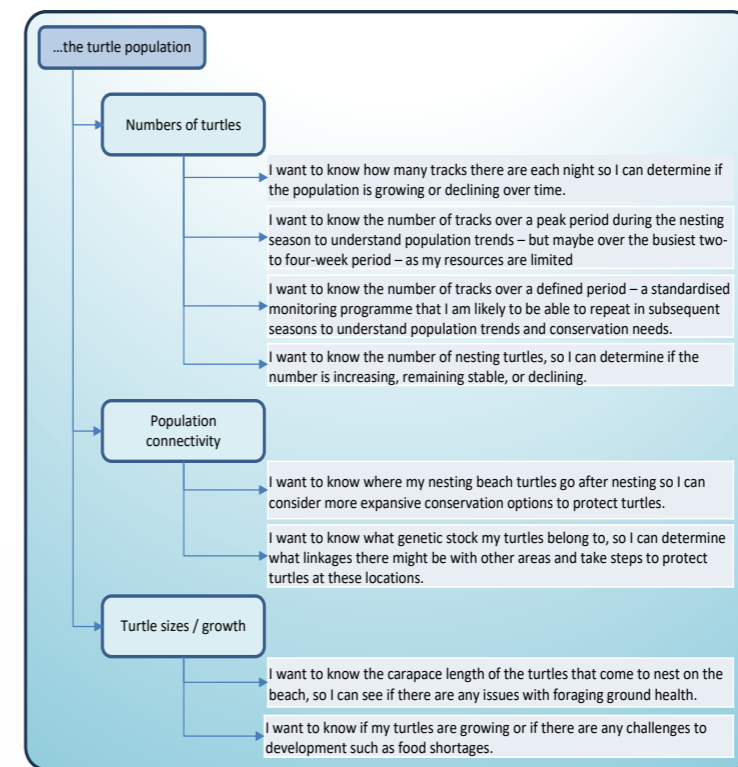 ...the turtle population
Numbers of turtles
I want to know how many tracks there are each night so I can determine if
the population is growing or declining over time.
I want to know the number of tracks over a peak period during the nesting
season to understand population trends – but maybe over the busiest two-
to four-week period – as my resources are limited
I want to know the number of tracks over a defined period – a standardised
monitoring programme that I am likely to be able to repeat in subsequent
seasons to understand population trends and conservation needs.
I want to know the number of nesting turtles, so I can determine if the
number is increasing, remaining stable, or declining.
Population
connectivity
I want to know where my nesting beach turtles go after nesting so I can
consider more expansive conservation options to protect turtles.
I want to know what genetic stock my turtles belong to, so I can determine
what linkages there might be with other areas and take steps to protect
turtles at these locations.
Turtle sizes / growth
I want to know the carapace length of the turtles that come to nest on the
beach, so I can see if there are any issues with foraging ground health.
I want to know if my turtles are growing or if there are any challenges to
development such as food shortages.